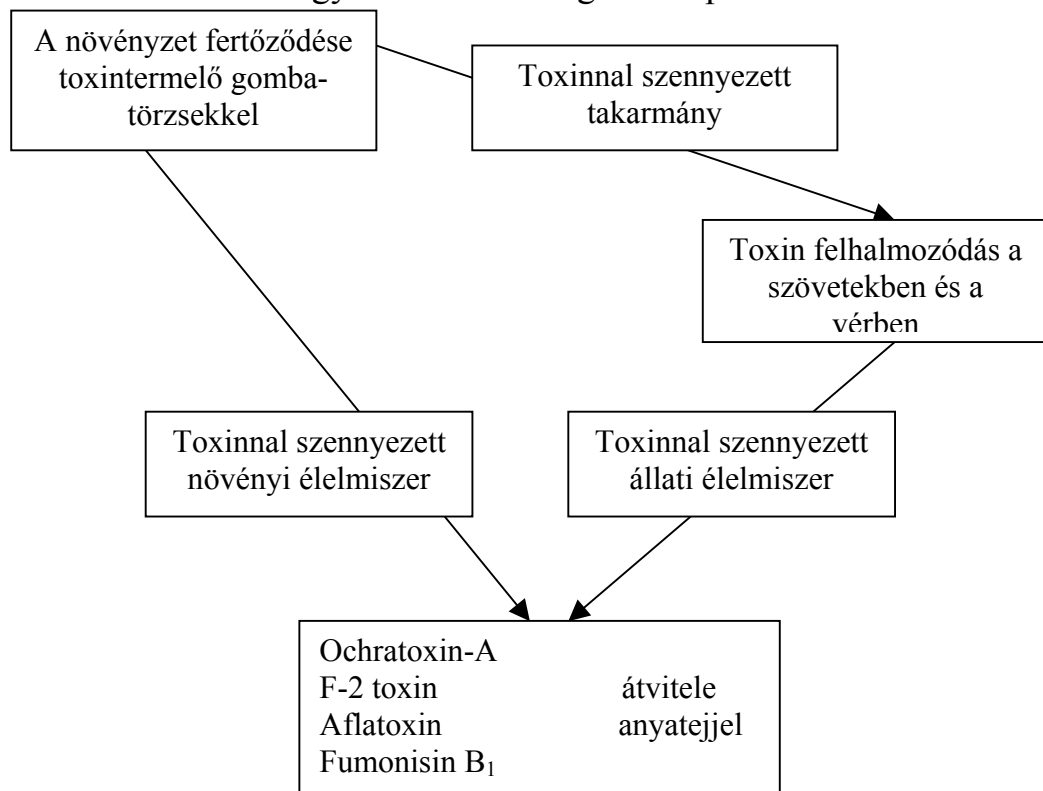 A növényzet fertőződése
toxintermelő gomba-
törzsekkel
Toxinnal szennyezett
takarmány
Toxin felhalmozódás a
szövetekben és a
vérben
Toxinnal szennyezett
növényi élelmiszer
Toxinnal szennyezett
állati élelmiszer
Ochratoxin-A
F-2 toxin átvitele
Aflatoxin anyatejjel
Fumonisin B₁